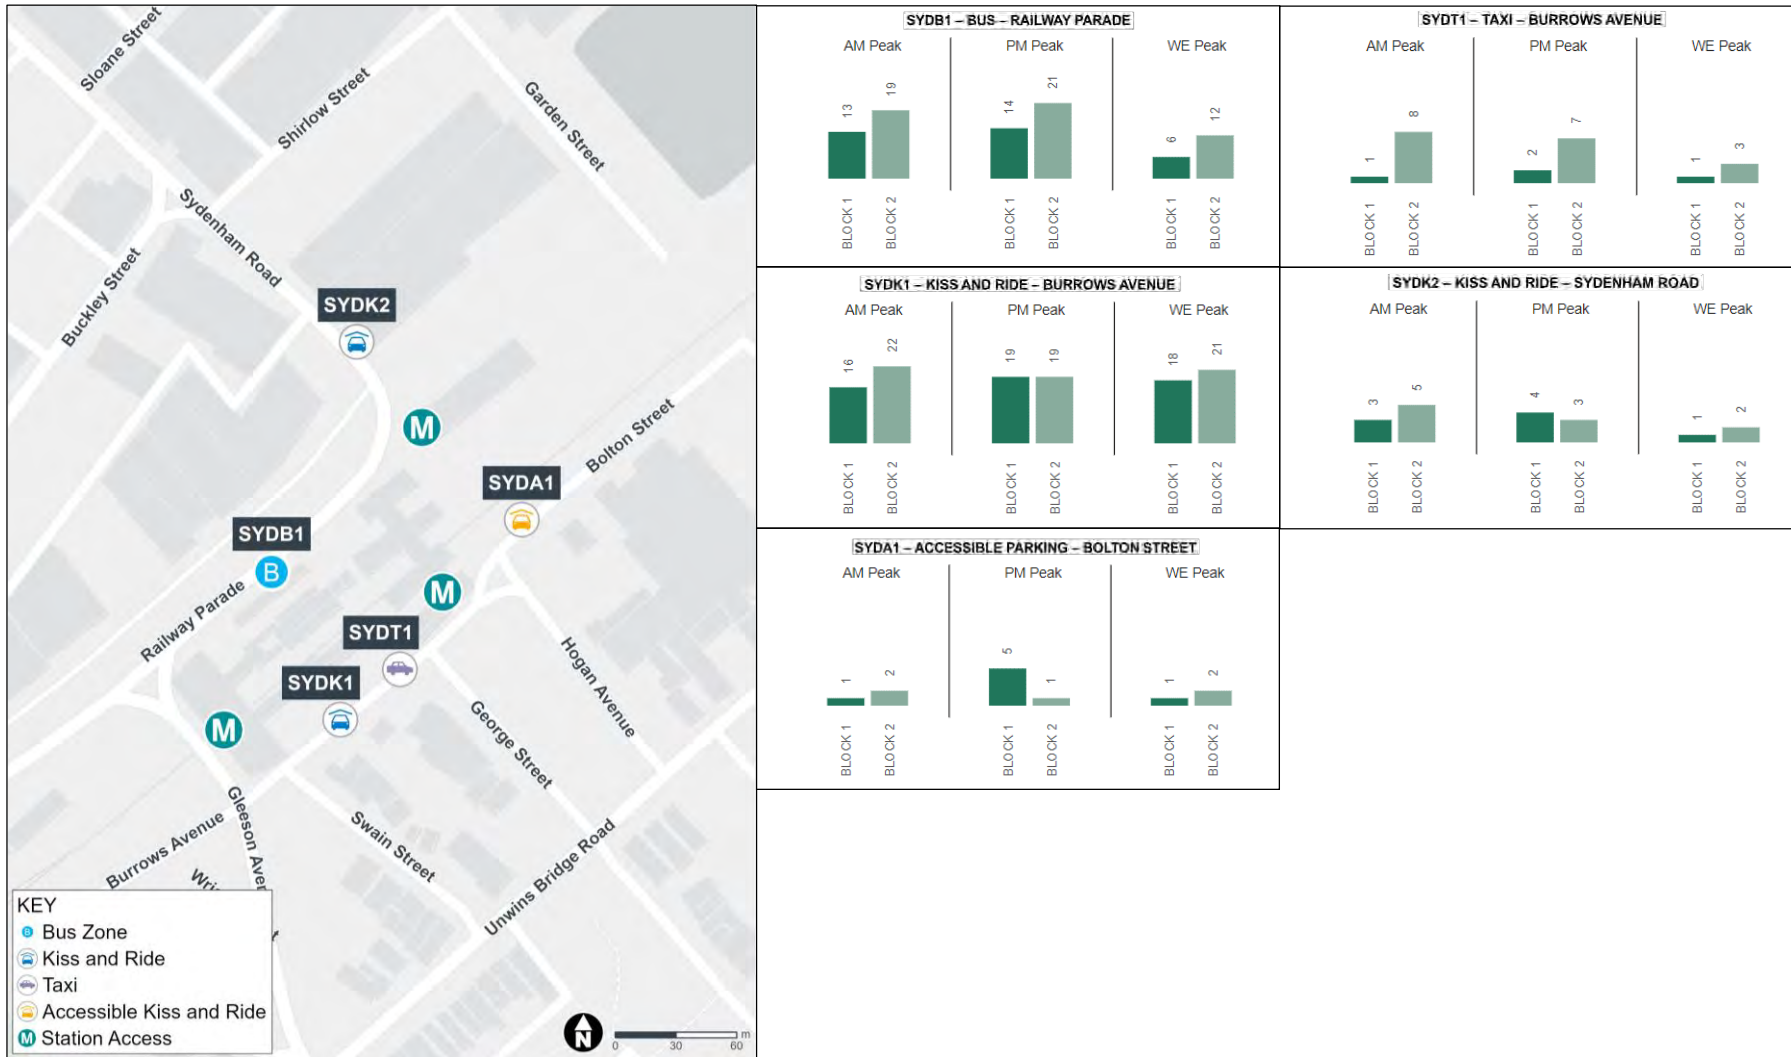 Sloane Street
Shirlow Street
Garden Street
Sydenham Road
Buckley Street
SYDK2
M
Bolton Street
SYDA1
SYDB1
B
M
Railway Parade
SYDT1
Hogan Avenue
SYDK1
M
George Street
Gleeson Aven
Swain Street
Burrows Avenue
Unwins Bridge Road
Wri
KEY
B Bus Zone
Kiss and Ride
Taxi
Accessible Kiss and Ride
M Station Access
N
0 30 60 m
SYDB1 – BUS – RAILWAY PARADE
AM Peak PM Peak WE Peak
13 19 14 21 6 12
BLOCK 1 BLOCK 2 BLOCK 1 BLOCK 2 BLOCK 1 BLOCK 2
SYDT1 – TAXI – BURROWS AVENUE
AM Peak PM Peak WE Peak
1 8 2 7 1 3
BLOCK 1 BLOCK 2 BLOCK 1 BLOCK 2 BLOCK 1 BLOCK 2
SYDK1 – KISS AND RIDE – BURROWS AVENUE
AM Peak PM Peak WE Peak
16 22 19 19 18 21
BLOCK 1 BLOCK 2 BLOCK 1 BLOCK 2 BLOCK 1 BLOCK 2
SYDK2 – KISS AND RIDE – SYDENHAM ROAD
AM Peak PM Peak WE Peak
3 5 4 3 1 2
BLOCK 1 BLOCK 2 BLOCK 1 BLOCK 2 BLOCK 1 BLOCK 2
SYDA1 – ACCESSIBLE PARKING – BOLTON STREET
AM Peak PM Peak WE Peak
1 2 5 1 1 2
BLOCK 1 BLOCK 2 BLOCK 1 BLOCK 2 BLOCK 1 BLOCK 2